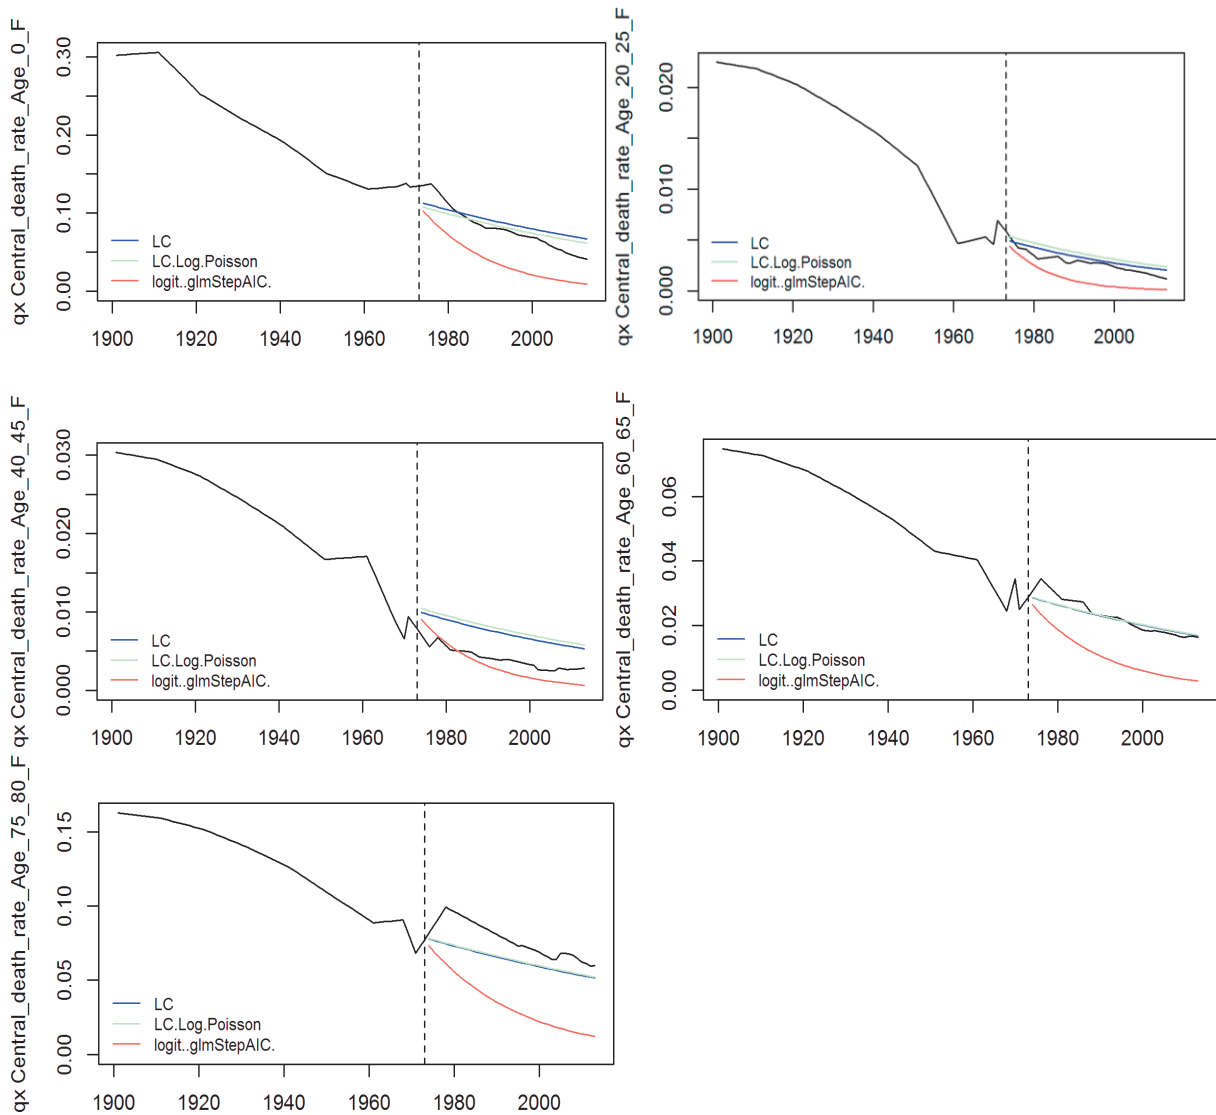 qx Central_death_rate_Age_0_F
0.00 0.10 0.20 0.30
LC
LC.Log.Poisson
logit..glmStepAIC.
1900 1920 1940 1960 1980 2000
qx Central_death_rate_Age_20_25_F
0.000 0.010 0.020
LC
LC.Log.Poisson
logit..glmStepAIC.
1900 1920 1940 1960 1980 2000
qx Central_death_rate_Age_40_45_F
0.000 0.010 0.020 0.030
LC
LC.Log.Poisson
logit..glmStepAIC.
1900 1920 1940 1960 1980 2000
qx Central_death_rate_Age_60_65_F
0.00 0.02 0.04 0.06
LC
LC.Log.Poisson
logit..glmStepAIC.
1900 1920 1940 1960 1980 2000
qx Central_death_rate_Age_75_80_F
0.00 0.05 0.10 0.15
LC
LC.Log.Poisson
logit..glmStepAIC.
1900 1920 1940 1960 1980 2000